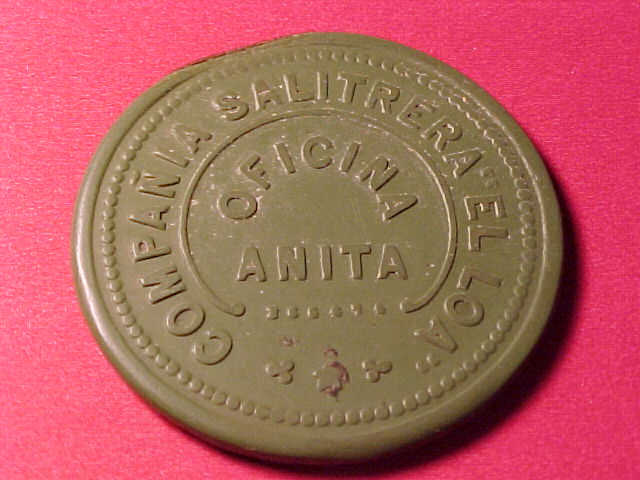 COMPAÑIA SALITRERA "EL LOA"
OFICINA
ANITA